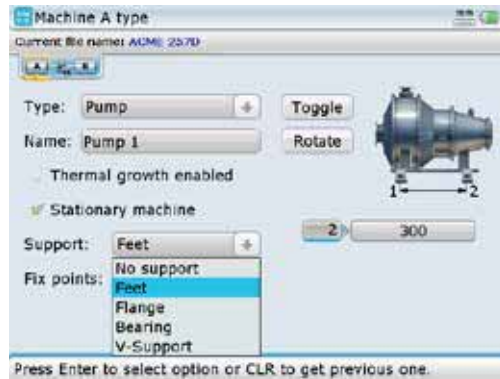 Machine A type
Current file name: ACME 257D
A B
Type: Pump Toggle
Name: Pump 1 Rotate
Thermal growth enabled
1 2
Stationary machine
2 300
Support: Feet
Fix points:
No support
Feet
Flange
Bearing
V-Support
Press Enter to select option or CLR to get previous one.